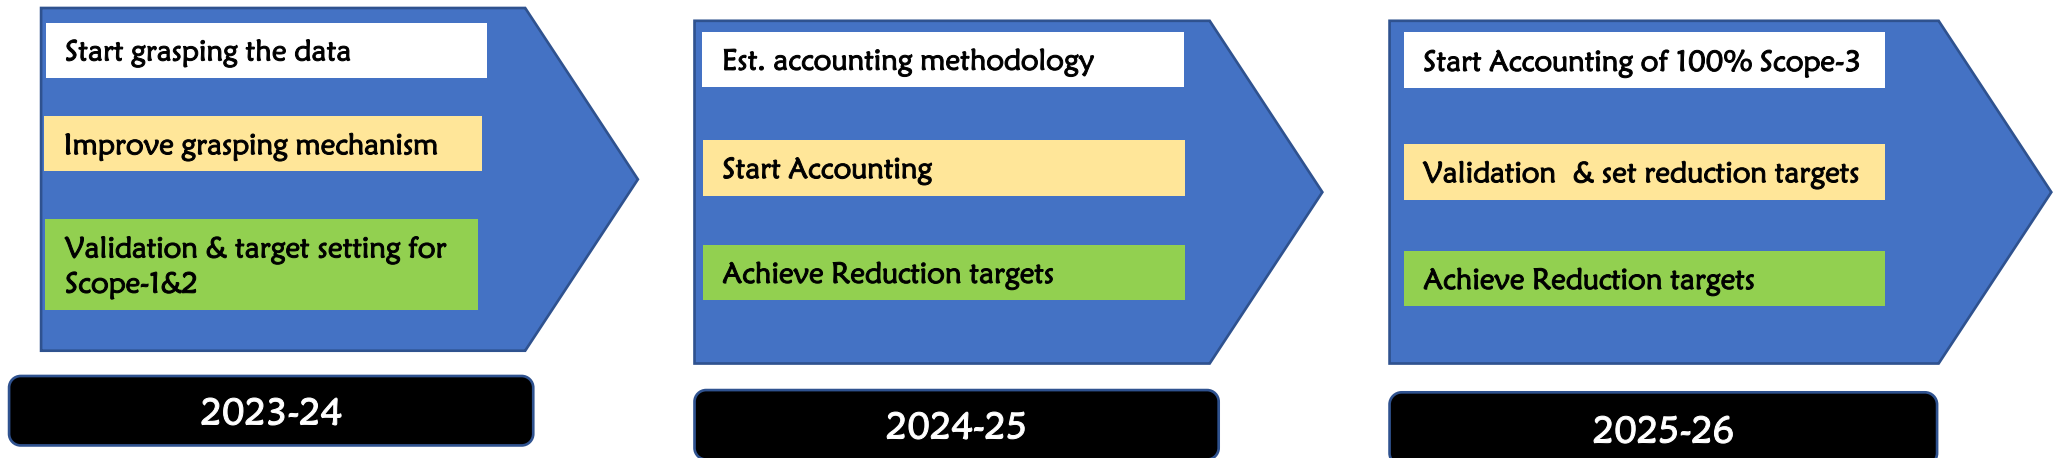 Start grasping the data
Improve grasping mechanism
Validation & target setting for
Scope-1&2
2023-24
Est. accounting methodology
Start Accounting
Achieve Reduction targets
2024-25
Start Accounting of 100% Scope-3
Validation  & set reduction targets
Achieve Reduction targets
2025-26